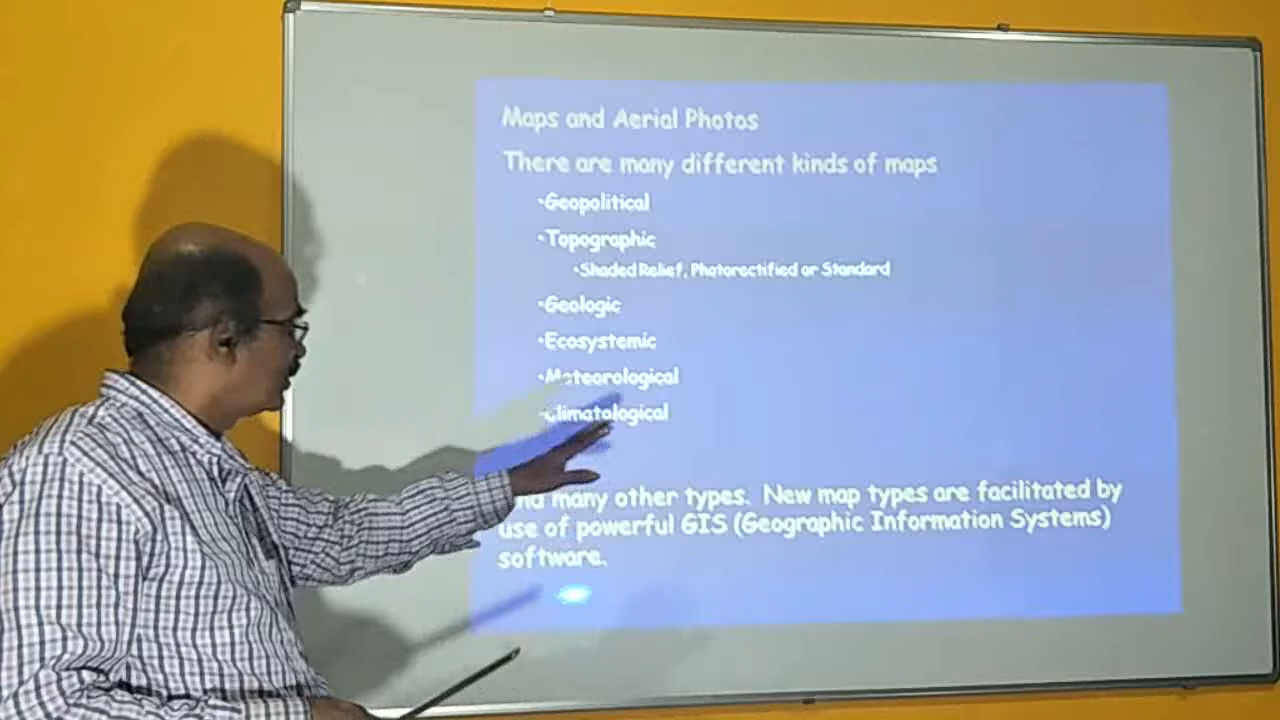 Maps and Aerial Photos
There are many different kinds of maps
•Geopolitical
•Topographic
•Shaded Relief, Photorectified or Standard
•Geologic
•Ecosystemic
•Meteorological
•Climatological
And many other types. New map types are facilitated by
use of powerful GIS (Geographic Information Systems)
software.